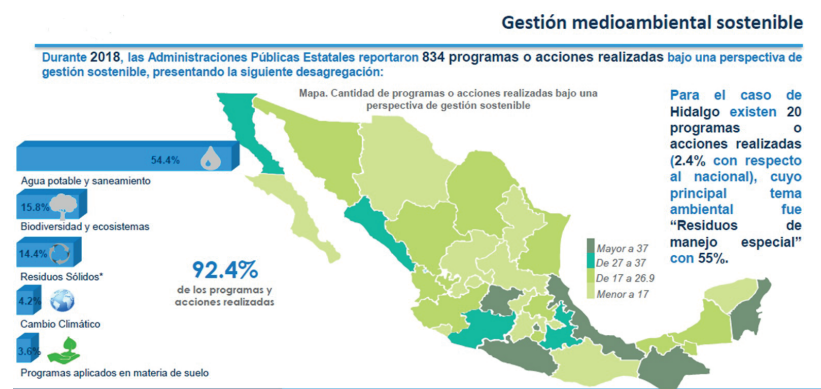 Gestión medioambiental sostenible
Durante 2018, las Administraciones Públicas Estatales reportaron 834 programas o acciones realizadas bajo una perspectiva de
gestión sostenible, presentando la siguiente desagregación:
Mapa. Cantidad de programas o acciones realizadas bajo una
perspectiva de gestión sostenible
54.4%
Agua potable y saneamiento
15.8%
Biodiversidad y ecosistemas
14.4%
Residuos Sólidos*
4.2%
Cambio Climático
3.6%
Programas aplicados en materia de suelo
92.4%
de los programas y
acciones realizadas
Mayor a 37
De 27 a 37
De 17 a 26.9
Menor a 17
Para el caso de
Hidalgo existen 20
programas o
acciones realizadas
(2.4% con respecto
al nacional), cuyo
principal tema
ambiental fue
“Residuos de
manejo especial”
con 55%.